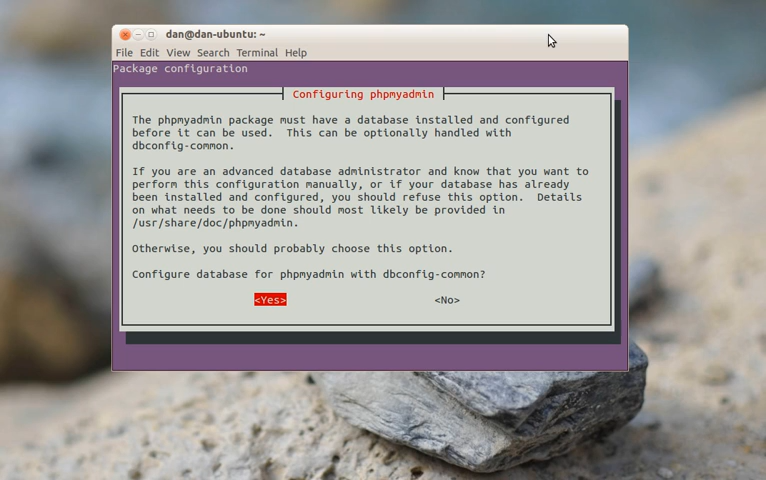 dan@dan-ubuntu: ~
File Edit View Search Terminal Help
Package configuration
Configuring phpmyadmin
The phpmyadmin package must have a database installed and configured
before it can be used.  This can be optionally handled with
dbconfig-common.
If you are an advanced database administrator and know that you want to
perform this configuration manually, or if your database has already
been installed and configured, you should refuse this option.  Details
on what needs to be done should most likely be provided in
/usr/share/doc/phpmyadmin.
Otherwise, you should probably choose this option.
Configure database for phpmyadmin with dbconfig-common?
<Yes> <No>